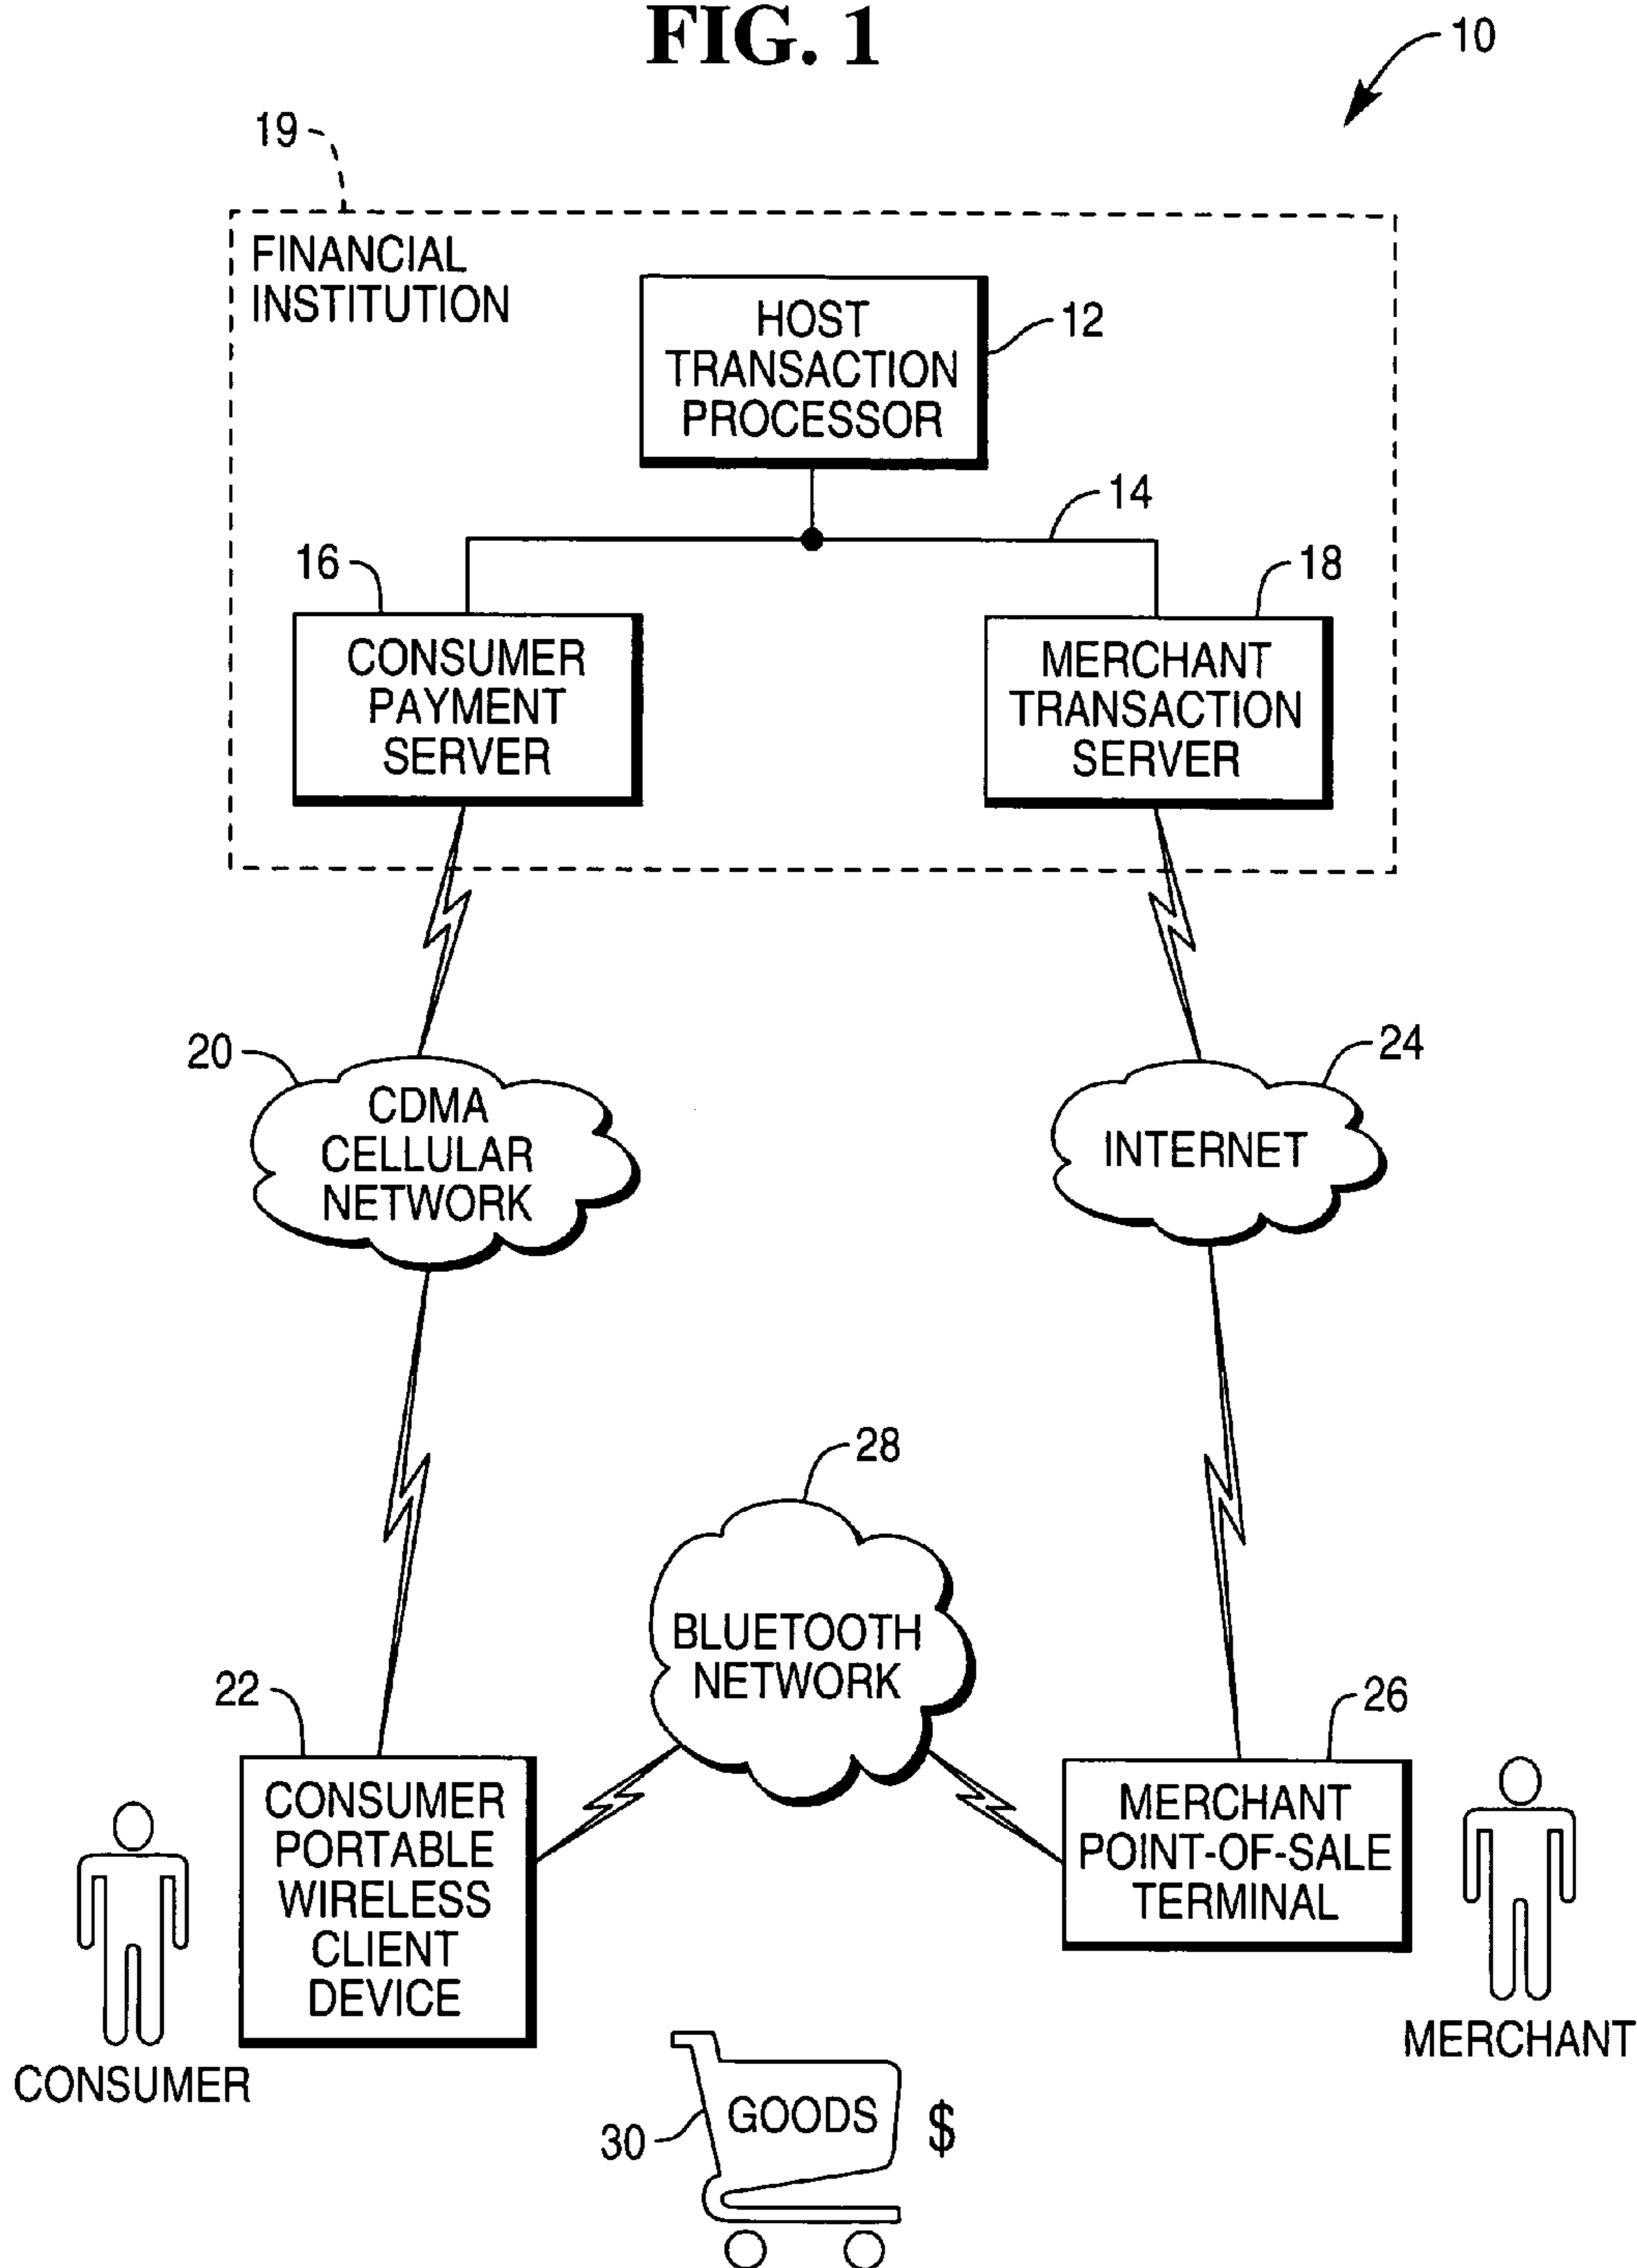 FIG. 1
10
19
FINANCIAL
INSTITUTION
HOST
TRANSACTION
PROCESSOR
12
14
16
18
CONSUMER
PAYMENT
SERVER
MERCHANT
TRANSACTION
SERVER
20
CDMA
CELLULAR
NETWORK
24
INTERNET
28
BLUETOOTH
NETWORK
22
CONSUMER
PORTABLE
WIRELESS
CLIENT
DEVICE
26
MERCHANT
POINT-OF-SALE
TERMINAL
CONSUMER
MERCHANT
30
GOODS
$